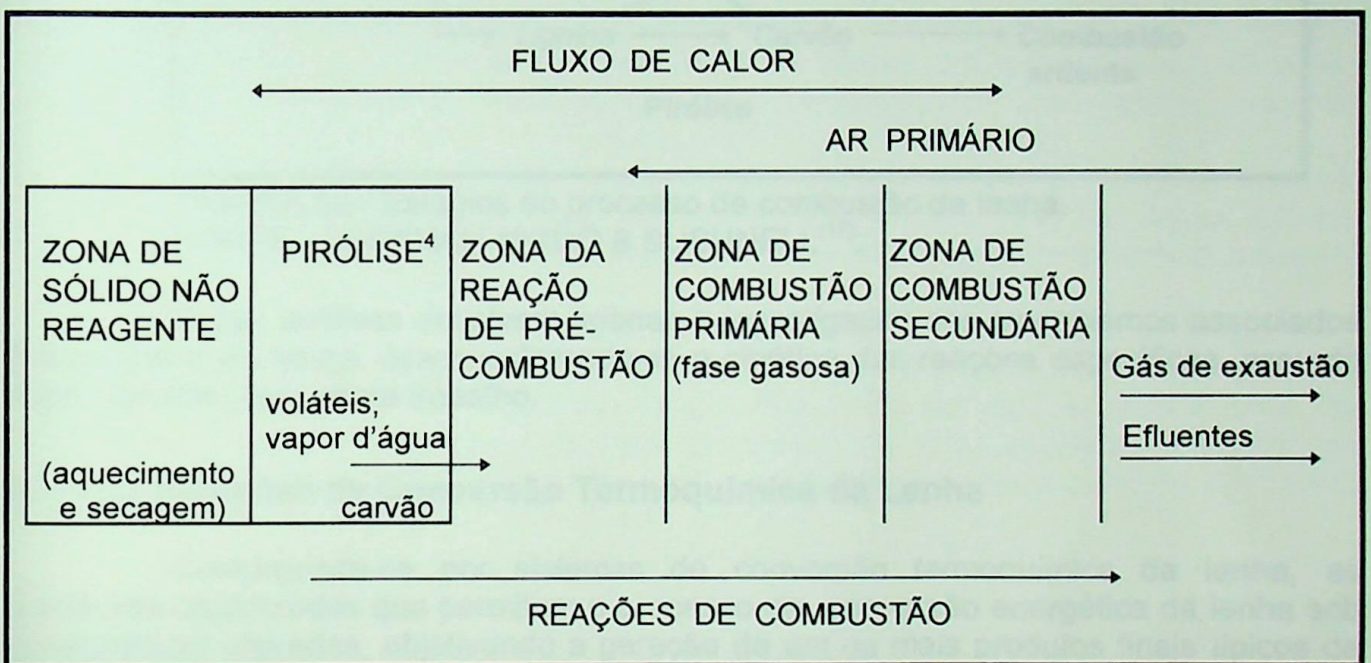 FLUXO DE CALOR
AR PRIMÁRIO
ZONA DE
SÓLIDO NÃO
REAGENTE
(aquecimento
e secagem)
PIRÓLISE⁴
voláteis;
vapor d'água
carvão
ZONA DA
REAÇÃO
DE PRÉ-
COMBUSTÃO
ZONA DE
COMBUSTÃO
PRIMÁRIA
(fase gasosa)
ZONA DE
COMBUSTÃO
SECUNDÁRIA
Gás de exaustão
Efluentes
REAÇÕES DE COMBUSTÃO